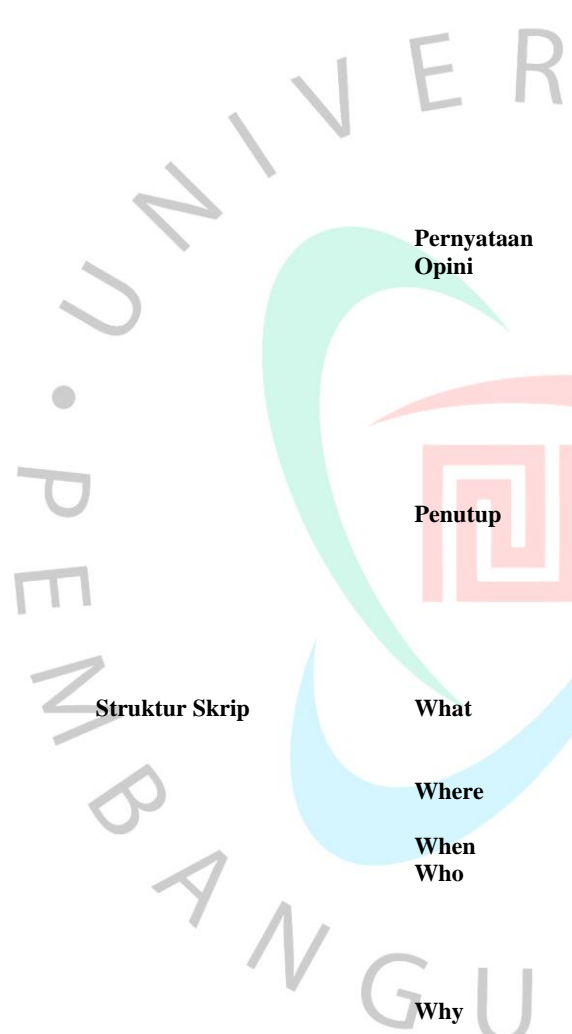 UNIVER
PEMBANGU
Pernyataan
Opini
Penutup
Struktur Skrip
What
Where
When
Who
Why